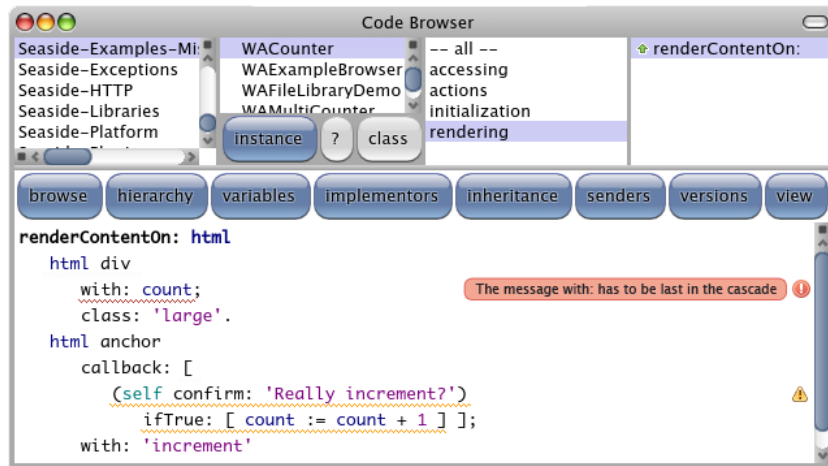 Code Browser
Seaside-Examples-Mi
Seaside-Exceptions
Seaside-HTTP
Seaside-Libraries
Seaside-Platform
WACounter
WAExampleBrowser
WAFileLibraryDemo
WAMultiCounter
instance ? class
-- all --
accessing
actions
initialization
rendering
renderContentOn:
browse hierarchy variables implementors inheritance senders versions view
renderContentOn: html
html div
with: count; The message with: has to be last in the cascade
class: 'large'.
html anchor
callback: [
(self confirm: 'Really increment?')
ifTrue: [ count := count + 1 ] ];
with: 'increment'